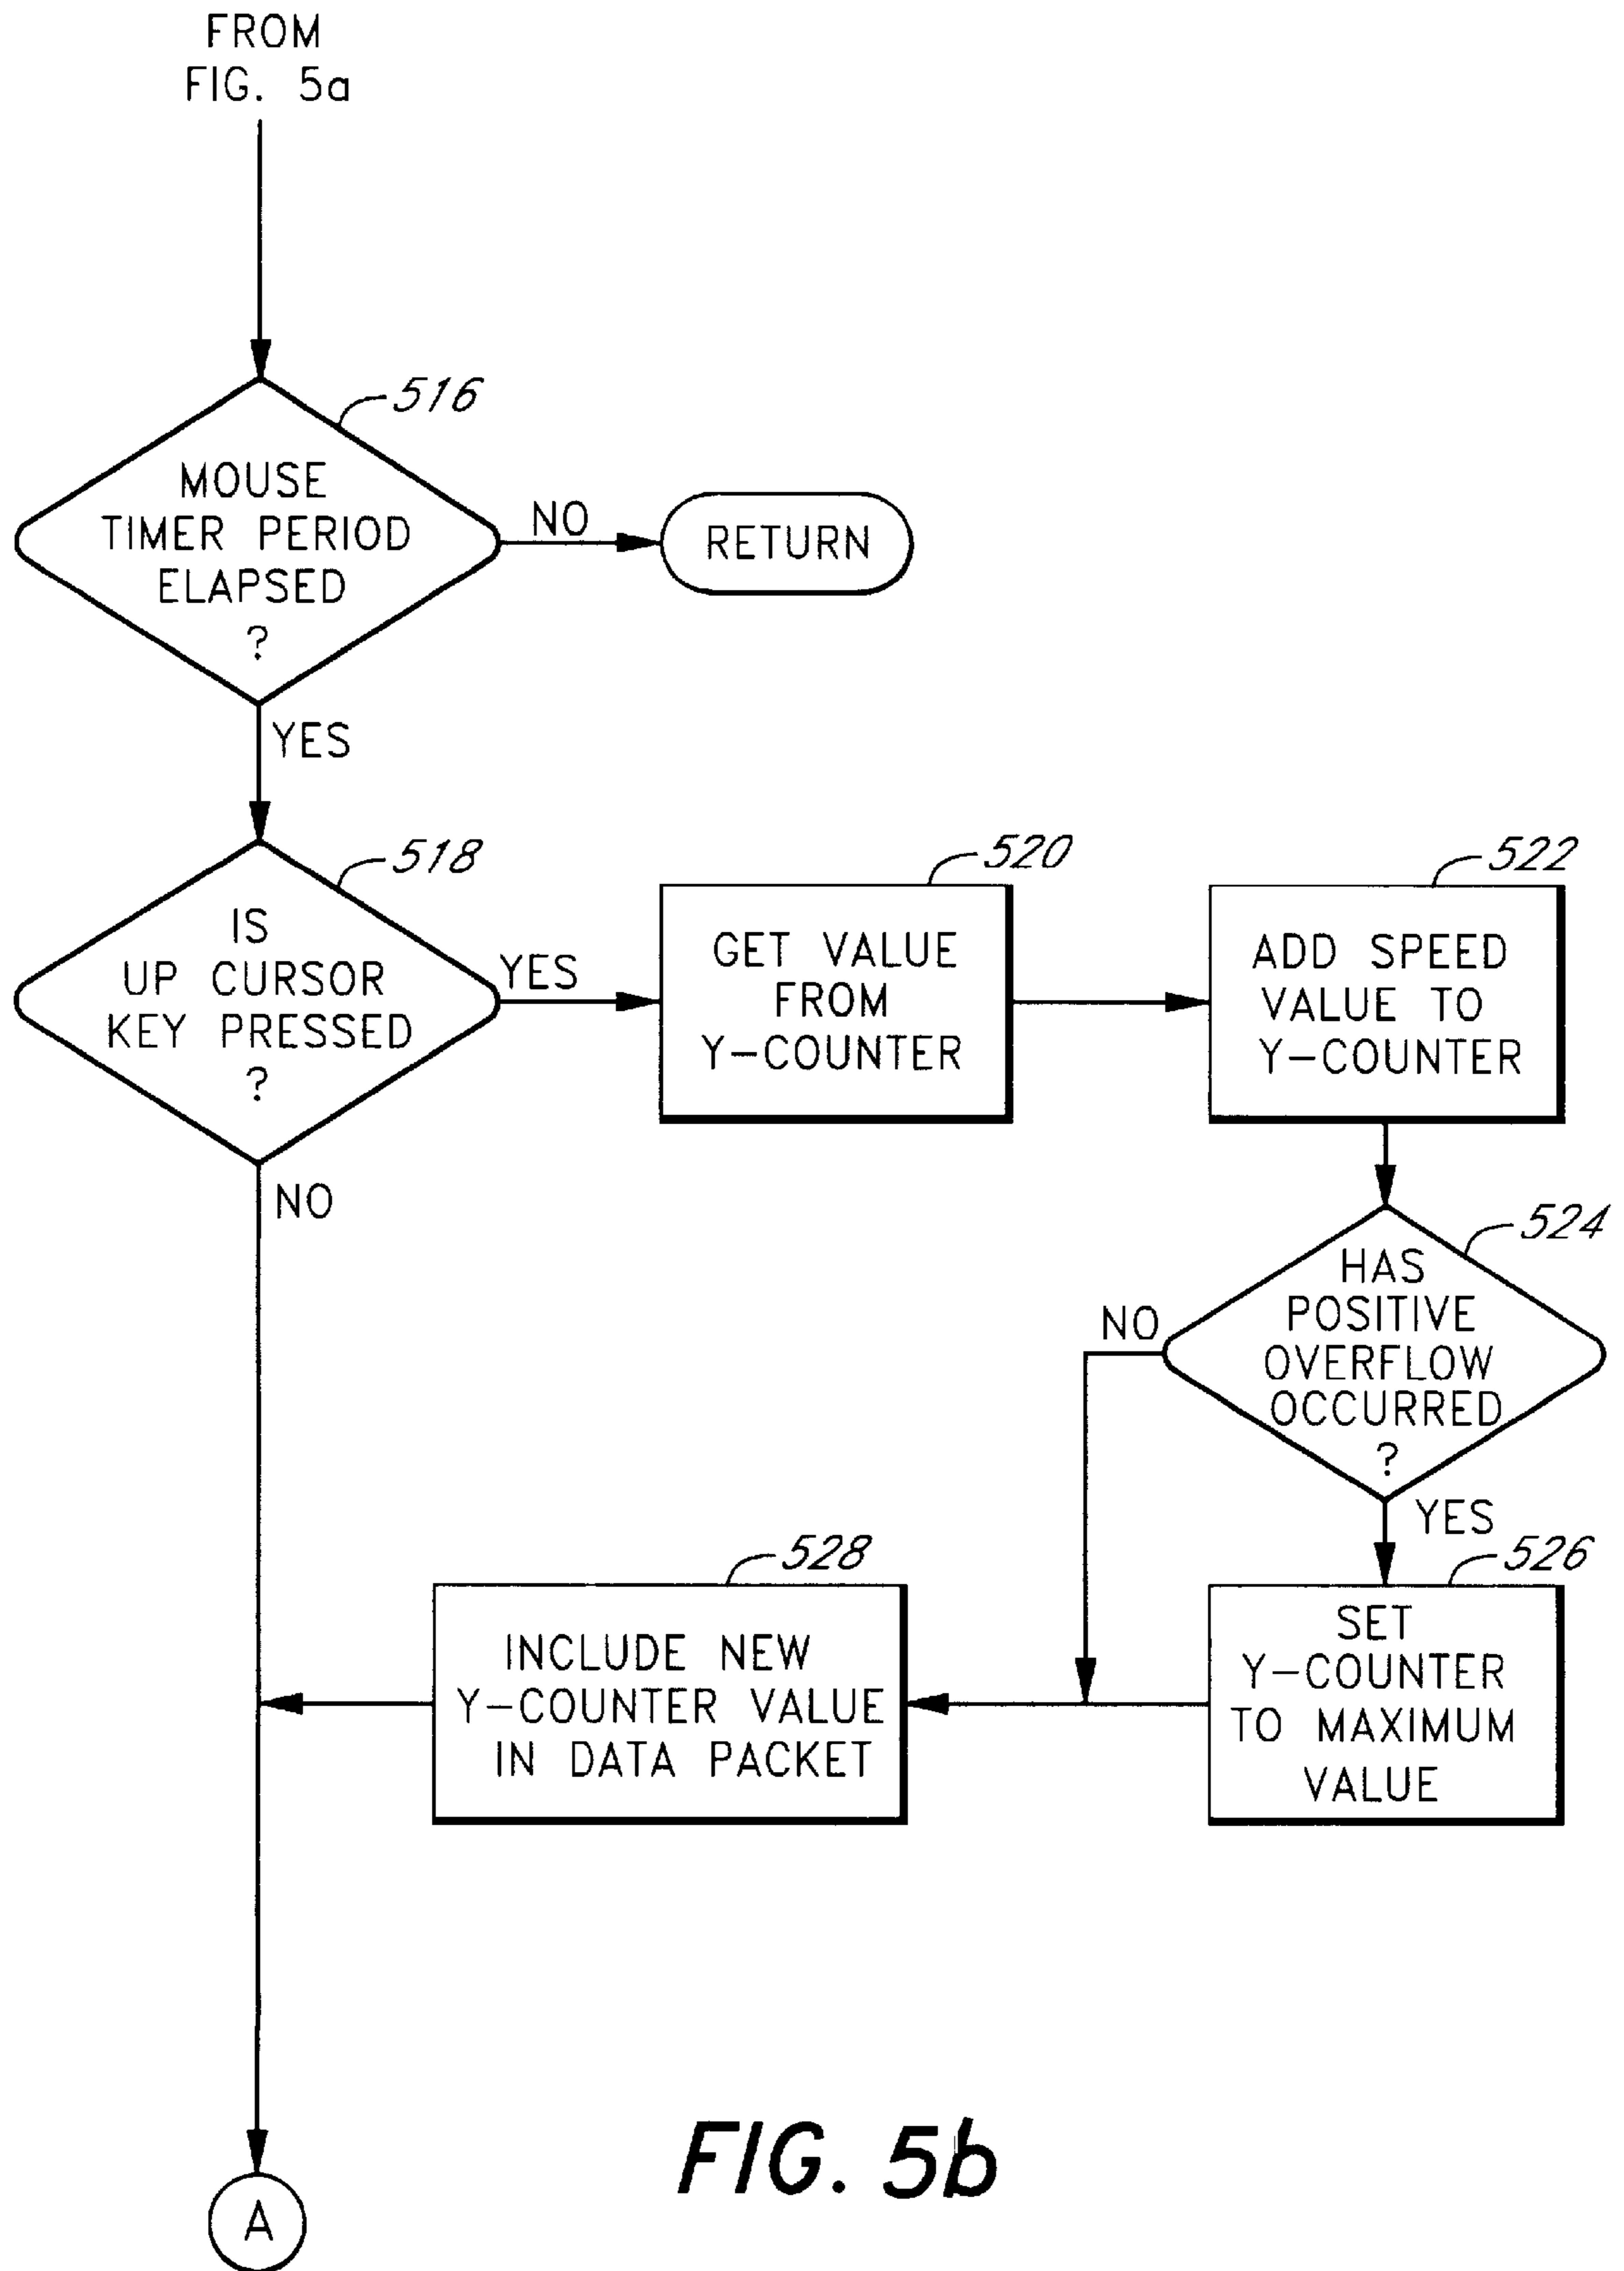 FROM
FIG. 5a
516
MOUSE
TIMER PERIOD
ELAPSED
?
NO
RETURN
YES
518
IS
UP CURSOR
KEY PRESSED
?
YES
NO
520
GET VALUE
FROM
Y-COUNTER
522
ADD SPEED
VALUE TO
Y-COUNTER
524
HAS
POSITIVE
OVERFLOW
OCCURRED
?
NO
YES
526
SET
Y-COUNTER
TO MAXIMUM
VALUE
528
INCLUDE NEW
Y-COUNTER VALUE
IN DATA PACKET
A
FIG. 5b